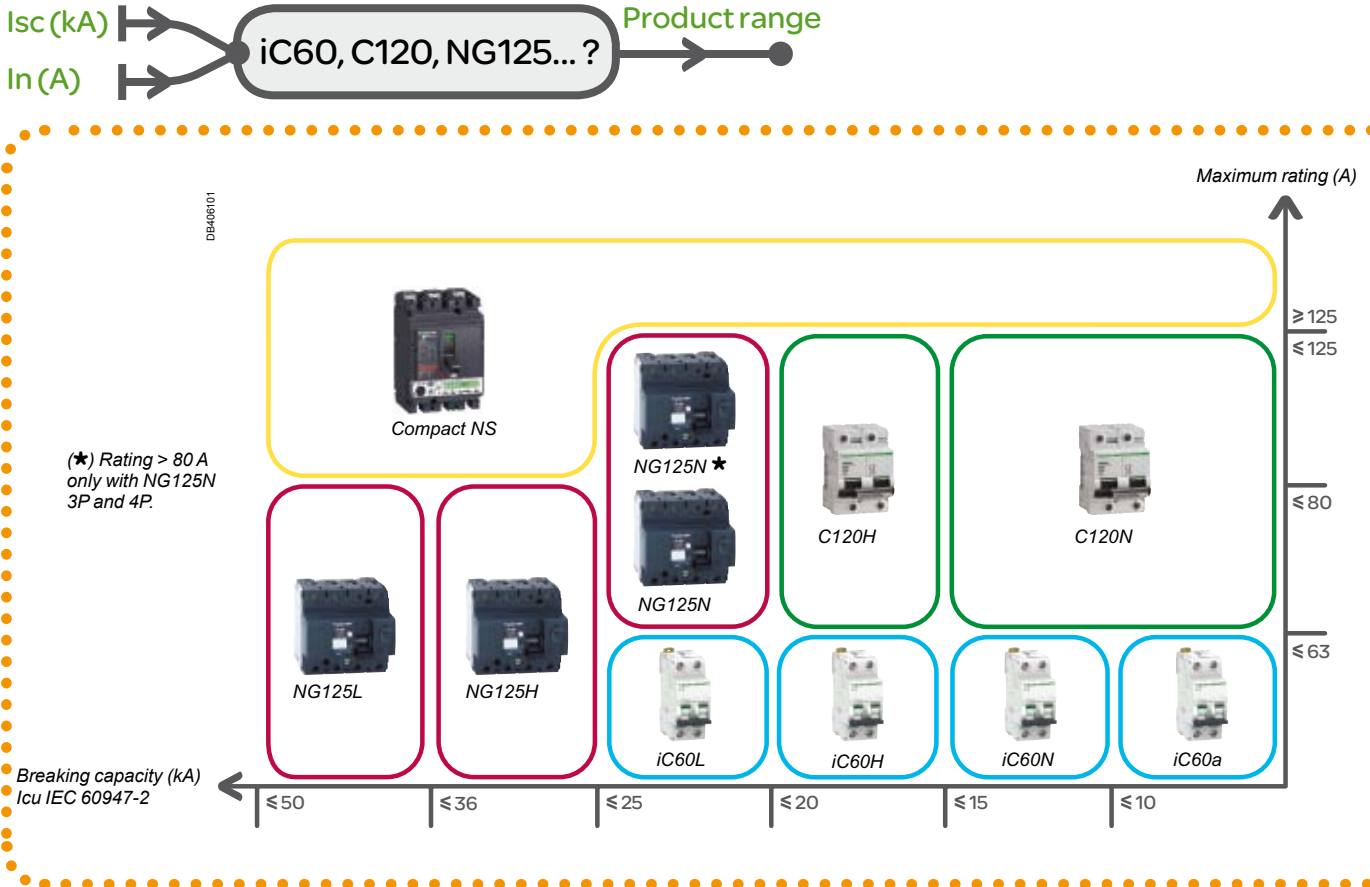 Isc (kA)
In (A)
iC60, C120, NG125... ?
Product range
Maximum rating (A)
DB406101
⩾ 125
⩽ 125
Compact NS
NG125N ★
(★) Rating > 80 A
only with NG125N
3P and 4P.
⩽ 80
C120H
C120N
NG125N
⩽ 63
NG125L
NG125H
iC60L
iC60H
iC60N
iC60a
Breaking capacity (kA)
Icu IEC 60947-2
⩽ 50
⩽ 36
⩽ 25
⩽ 20
⩽ 15
⩽ 10